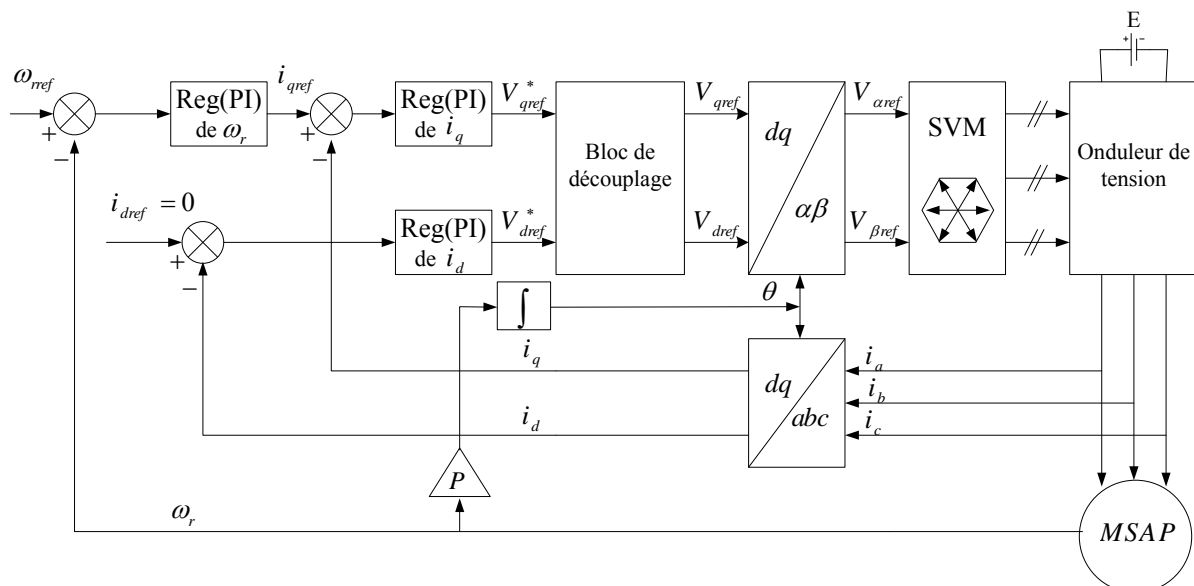 E
+ −
ω_rref
+
−
Reg(PI)
de ω_r
i_qref
+
−
Reg(PI)
de i_q
V*_qref
Bloc de
découplage
V_qref
dq
αβ
V_αref
SVM
Onduleur de
tension
i_dref = 0
+
−
Reg(PI)
de i_d
V*_dref
V_dref
V_βref
∫
θ
i_q
dq
abc
i_a
i_b
i_c
i_d
P
ω_r
MSAP